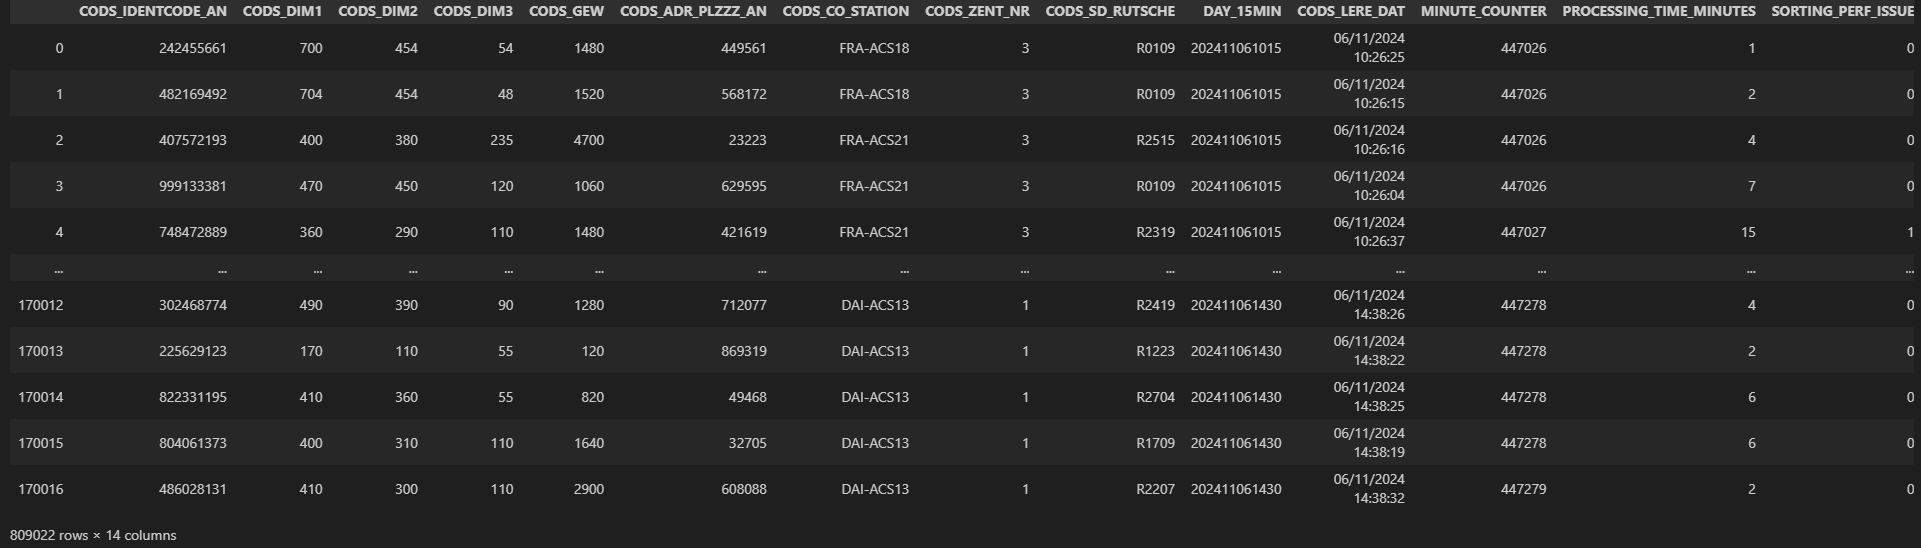 CODS_IDENTCODE_AN CODS_DIM1 CODS_DIM2 CODS_DIM3 CODS_GEW CODS_ADR_PLZZZ_AN CODS_CO_STATION CODS_ZENT_NR CODS_SD_RUTSCHE DAY_15MIN CODS_LERE_DAT MINUTE_COUNTER PROCESSING_TIME_MINUTES SORTING_PERF_ISSUE
0 242455661 700 454 54 1480 449561 FRA-ACS18 3 R0109 202411061015 06/11/2024 10:26:25 447026 1 0
1 482169492 704 454 48 1520 568172 FRA-ACS18 3 R0109 202411061015 06/11/2024 10:26:15 447026 2 0
2 407572193 400 380 235 4700 23223 FRA-ACS21 3 R2515 202411061015 06/11/2024 10:26:16 447026 4 0
3 999133381 470 450 120 1060 629595 FRA-ACS21 3 R0109 202411061015 06/11/2024 10:26:04 447026 7 0
4 748472889 360 290 110 1480 421619 FRA-ACS21 3 R2319 202411061015 06/11/2024 10:26:37 447027 15 1
... ... ... ... ... ... ... ... ... ... ... ... ... ... ...
170012 302468774 490 390 90 1280 712077 DAI-ACS13 1 R2419 202411061430 06/11/2024 14:38:26 447278 4 0
170013 225629123 170 110 55 120 869319 DAI-ACS13 1 R1223 202411061430 06/11/2024 14:38:22 447278 2 0
170014 822331195 410 360 55 820 49468 DAI-ACS13 1 R2704 202411061430 06/11/2024 14:38:25 447278 6 0
170015 804061373 400 310 110 1640 32705 DAI-ACS13 1 R1709 202411061430 06/11/2024 14:38:19 447278 6 0
170016 486028131 410 300 110 2900 608088 DAI-ACS13 1 R2207 202411061430 06/11/2024 14:38:32 447279 2 0
809022 rows × 14 columns